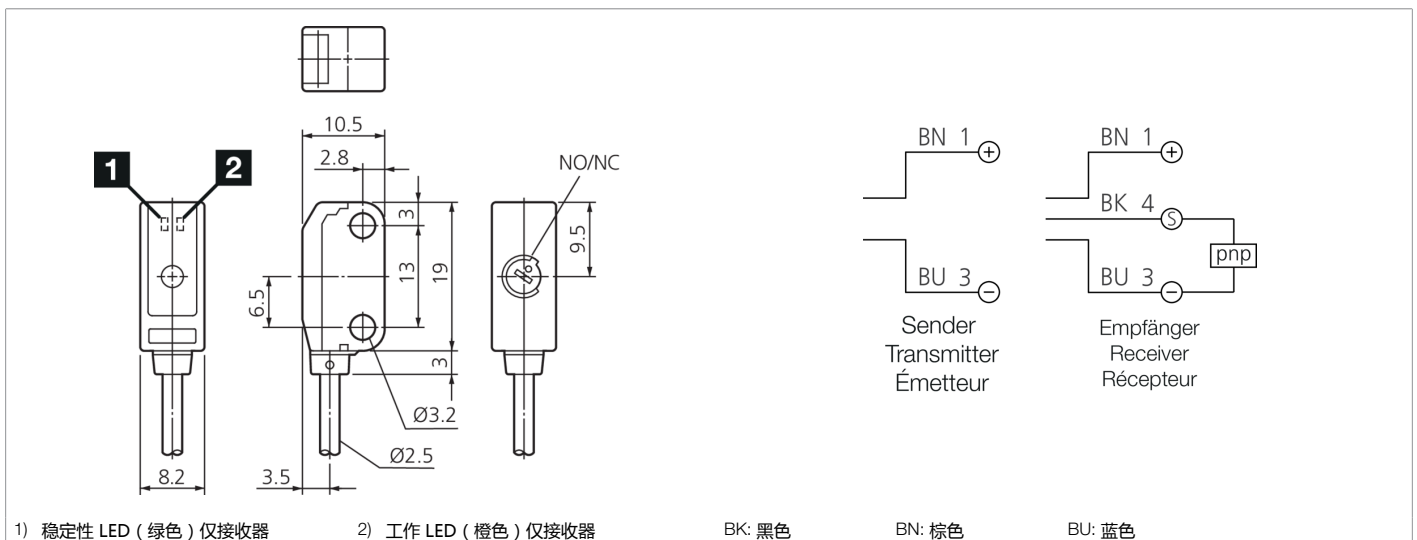 10.5
2.8
NO/NC
1
2
3
9.5
13
19
6.5
3
Ø3.2
Ø2.5
8.2
3.5
BN 1
+
BU 3
−
Sender
Transmitter
Émetteur
BN 1
+
BK 4
S
pnp
BU 3
−
Empfänger
Receiver
Récepteur
1) 稳定性 LED（绿色）仅接收器
2) 工作 LED（橙色）仅接收器
BK: 黑色
BN: 棕色
BU: 蓝色